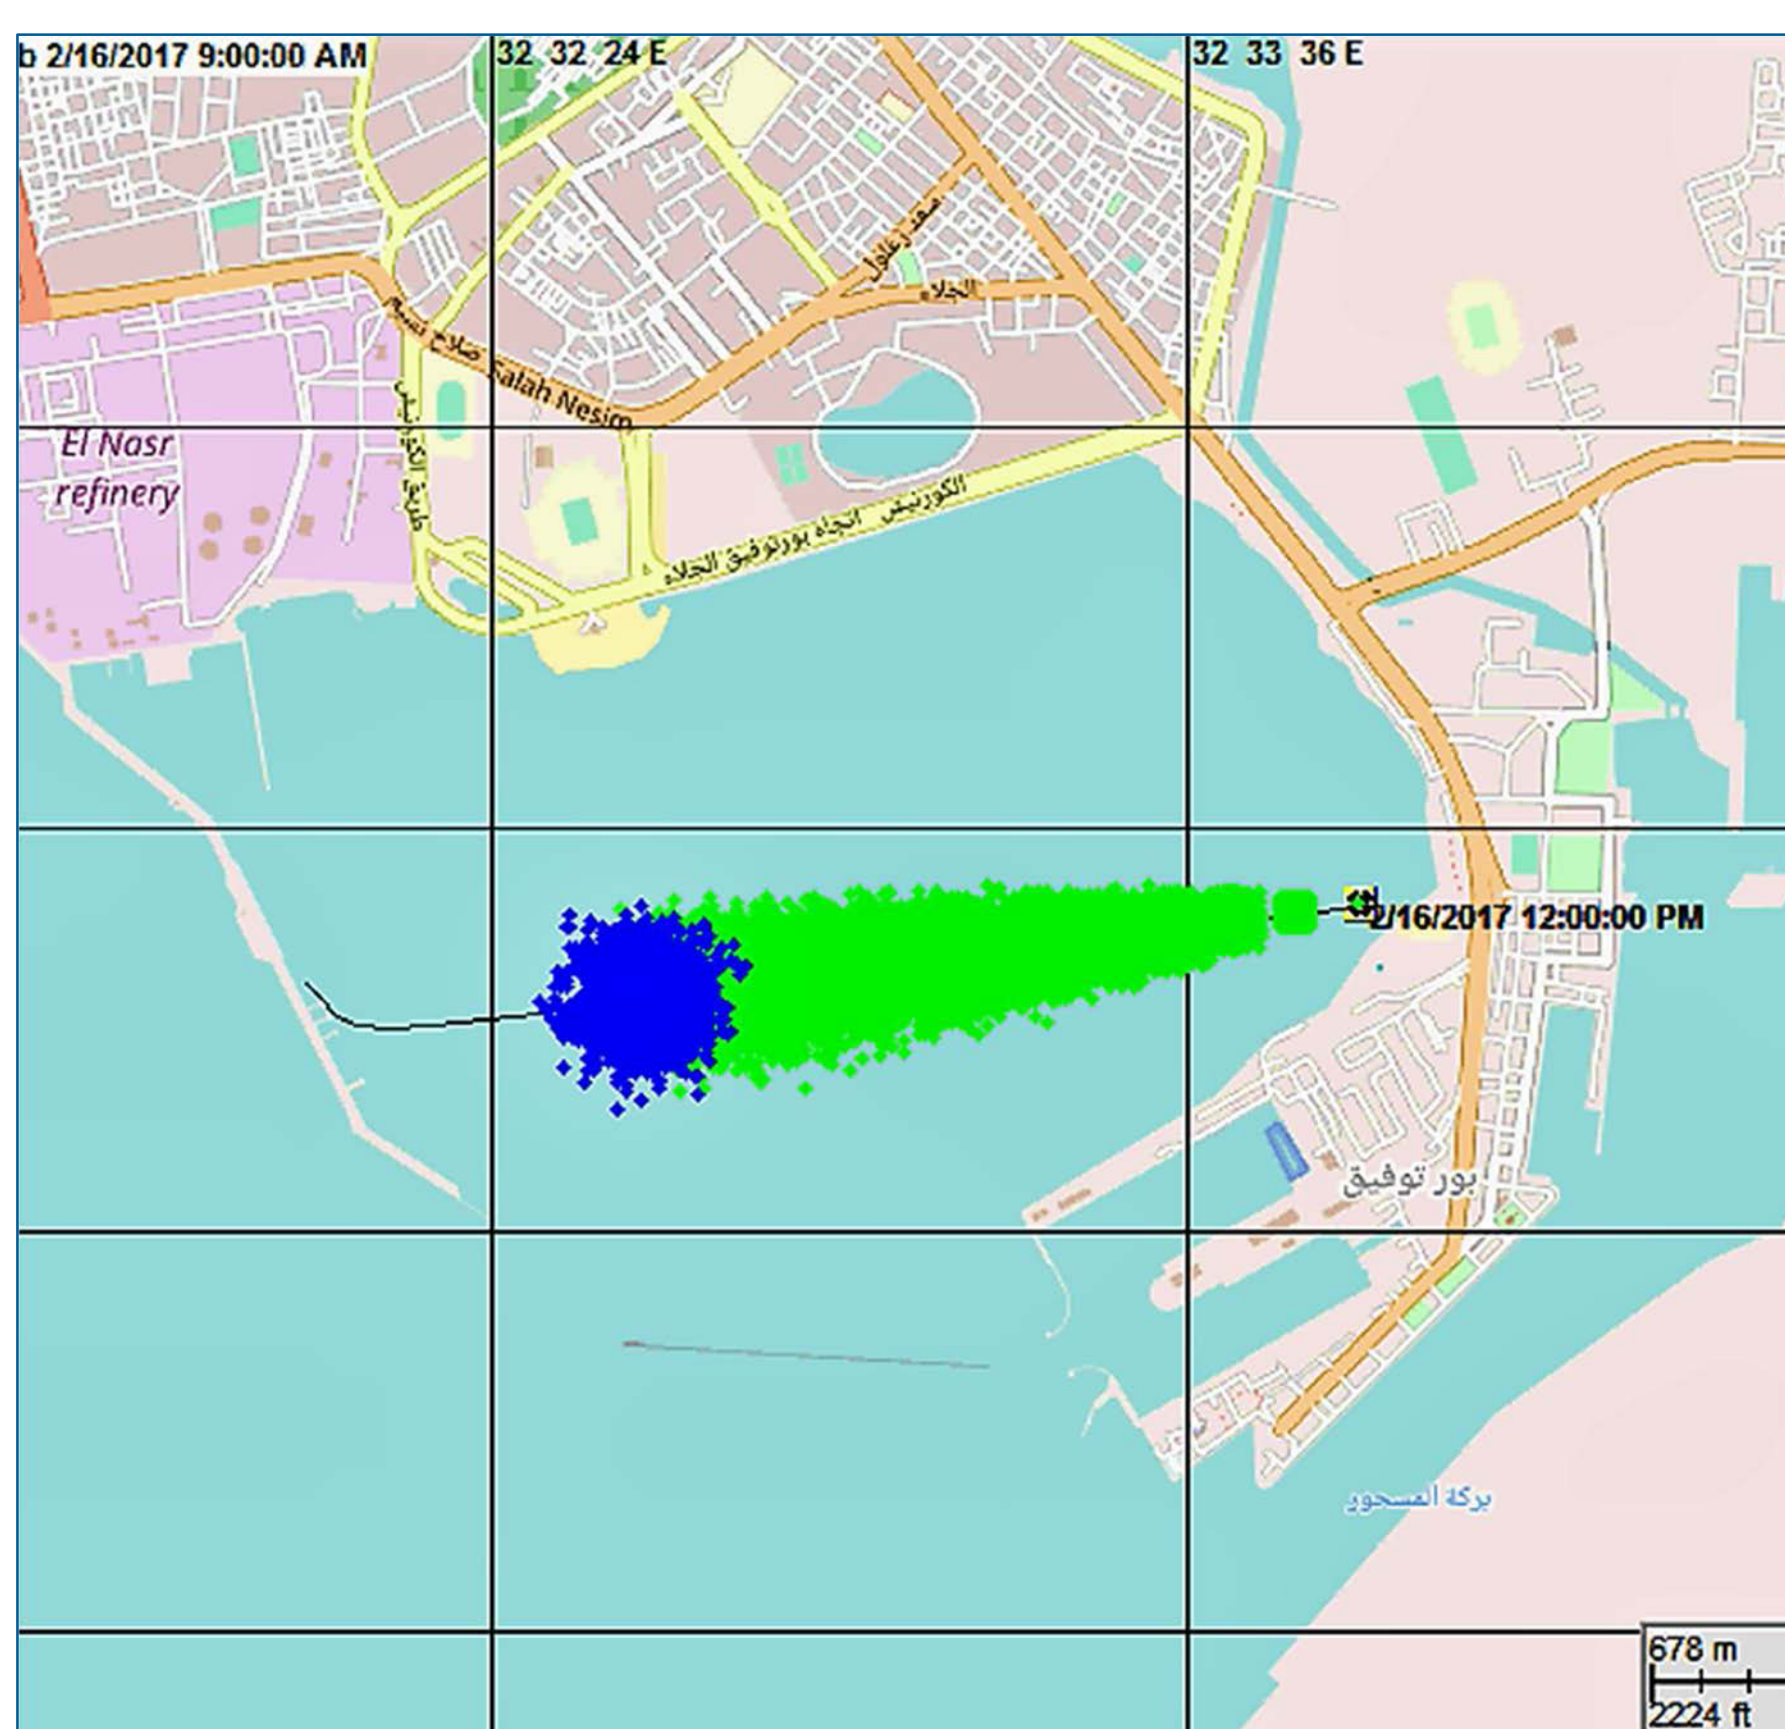 b 2/16/2017 9:00:00 AM
32 32 24 E
32 33 36 E
سعد زغلول
الجلاء
صلاح نسيم
Salah Nesim
El Nasr
refinery
طريق الكورنيش
الكورنيش اتجاه بورتوفيق الجلاء
2/16/2017 12:00:00 PM
بور توفيق
بركة المسحور
678 m
2224 ft